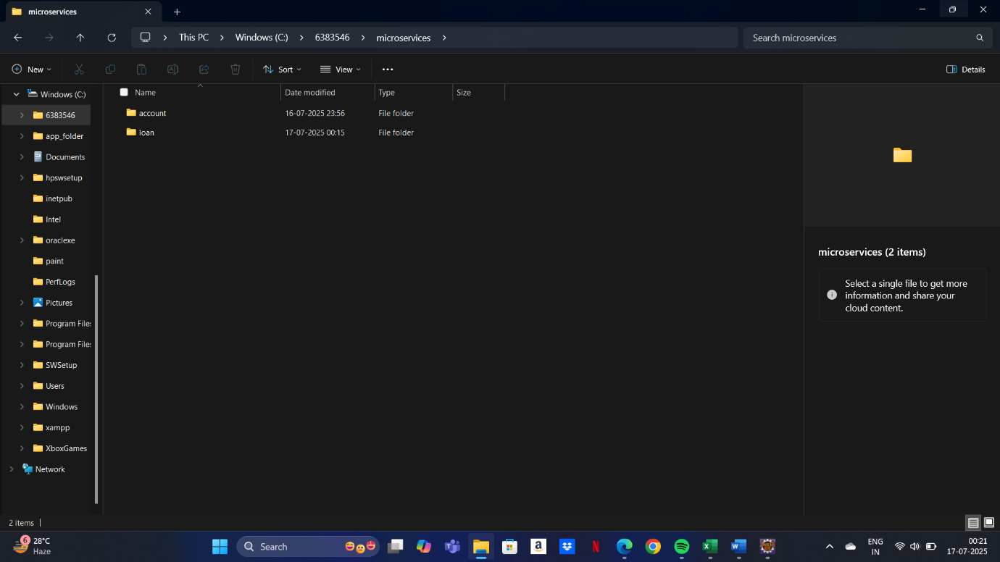 microservices
This PC
Windows (C:)
6383546
microservices
Search microservices
New
Sort
View
Details
Windows (C:)
6383546
app_folder
Documents
hpswsetup
inetpub
Intel
oraclexe
paint
PerfLogs
Pictures
Program Files
Program Files
SWSetup
Users
Windows
xampp
XboxGames
Network
Name Date modified Type Size
account 16-07-2025 23:56 File folder
loan 17-07-2025 00:15 File folder
microservices (2 items)
Select a single file to get more
information and share your
cloud content.
2 items
6
28°C
Haze
Search
ENG
IN
00:21
17-07-2025